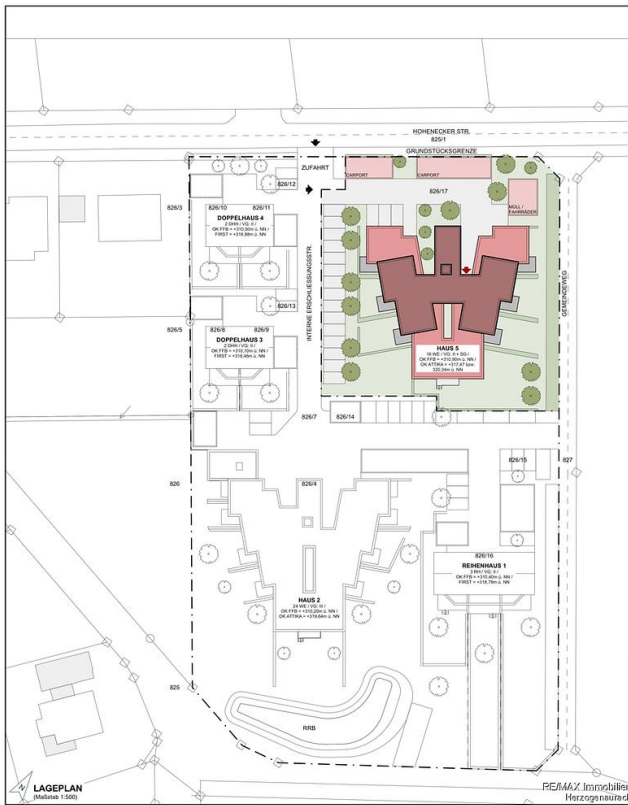 HOHENECKER STR.
825/1
GRUNDSTÜCKSGRENZE
ZUFAHRT
CARPORT
CARPORT
826/12
826/17
MÜLL /
FAHRRÄDER
826/3
826/10
826/11
DOPPELHAUS 4
2 DHH / VG: II /
OK FFB = +310,50m ü. NN /
FIRST = +318,88m ü. NN
INTERNE ERSCHLIESSUNGSSTR.
GEMEINDEWEG
826/13
826/5
826/8
826/9
DOPPELHAUS 3
2 DHH / VG: II /
OK FFB = +310,10m ü. NN /
FIRST = +318,48m ü. NN
HAUS 5
16 WE / VG: II + SG /
OK FFB = +310,90m ü. NN /
OK ATTIKA = +317,67 bzw.
320,34m ü. NN
826/7
826/14
826
826/4
826/15
827
826/16
REIHENHAUS 1
3 RH / VG: II /
OK FFB = +310,40m ü. NN /
FIRST = +318,78m ü. NN
HAUS 2
24 WE / VG: III /
OK FFB = +310,20m ü. NN /
OK ATTIKA = +319,64m ü. NN
825
RRB
N
LAGEPLAN
(Maßstab 1:500)
RE/MAX Immobilien
Herzogenaurach